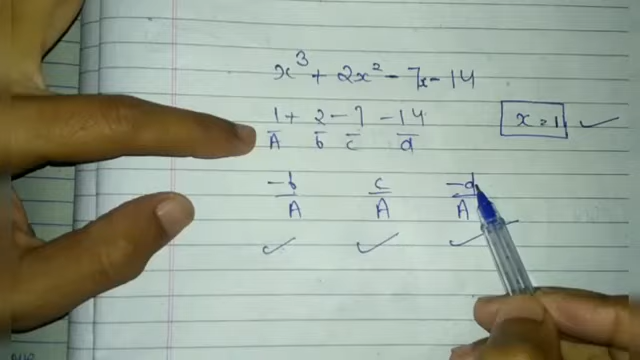 x³ + 2x² - 7x - 14
1 + 2 - 7 - 14
A b c d
x = 1
-b/A c/A -d/A